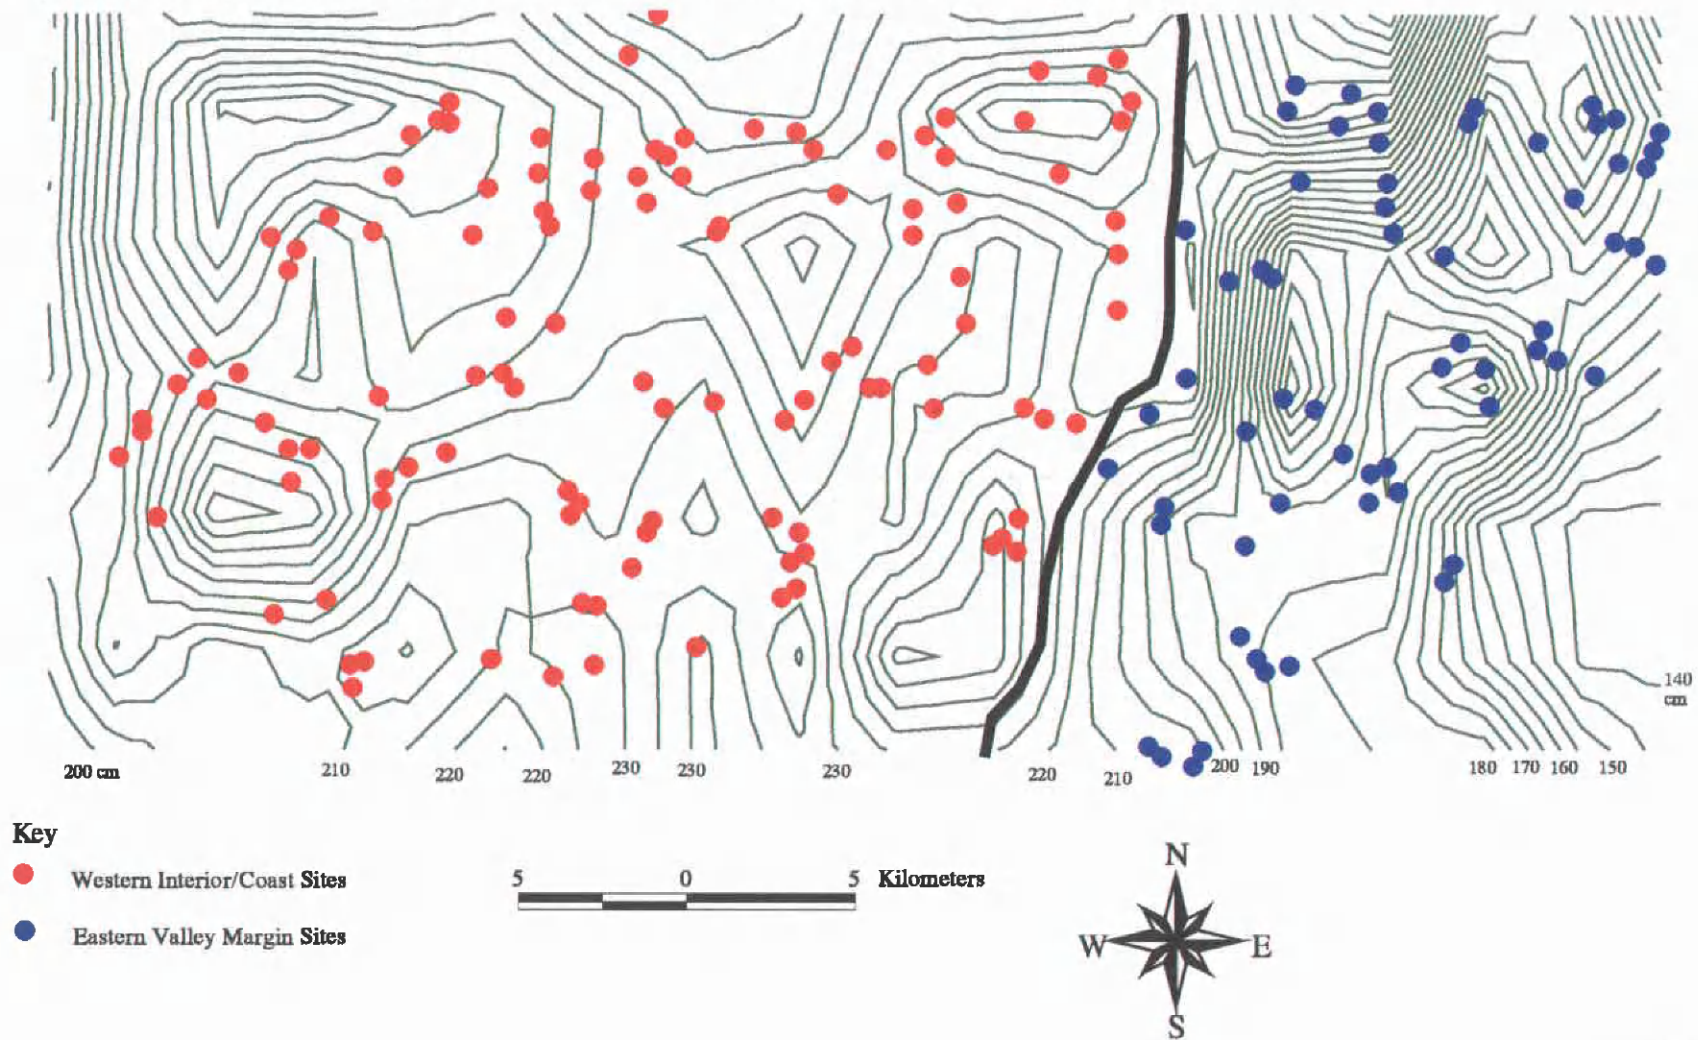 140
cm
200 cm 210 220 220 230 230 230 220 210 200 190 180 170 160 150
Key
Western Interior/Coast Sites
Eastern Valley Margin Sites
5 0 5 Kilometers
N
W E
S